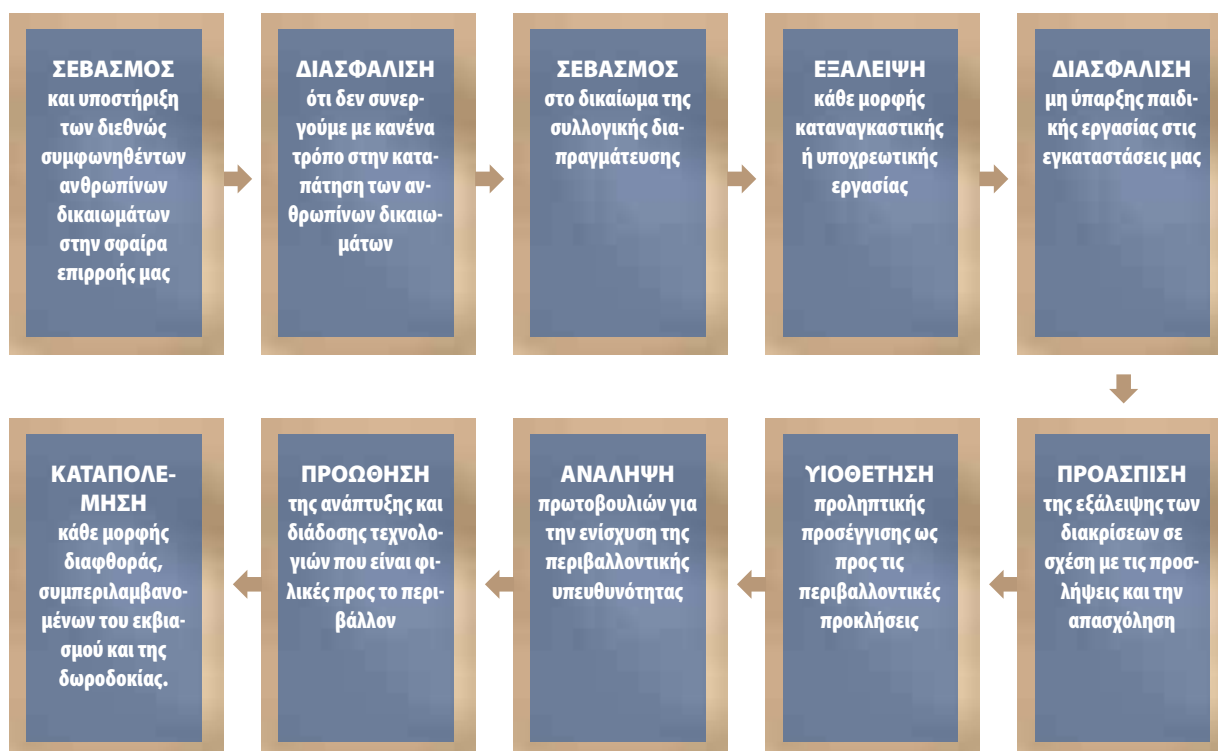 ΣΕΒΑΣΜΟΣ
και υποστήριξη
των διεθνώς
συμφωνηθέντων
ανθρωπίνων
δικαιωμάτων
στην σφαίρα
επιρροής μας
ΔΙΑΣΦΑΛΙΣΗ
ότι δεν συνερ-
γούμε με κανένα
τρόπο στην κατα-
πάτηση των αν-
θρωπίνων δικαιω-
μάτων
ΣΕΒΑΣΜΟΣ
στο δικαίωμα της
συλλογικής δια-
πραγμάτευσης
ΕΞΑΛΕΙΨΗ
κάθε μορφής
καταναγκαστικής
ή υποχρεωτικής
εργασίας
ΔΙΑΣΦΑΛΙΣΗ
μη ύπαρξης παιδι-
κής εργασίας στις
εγκαταστάσεις μας
ΠΡΟΑΣΠΙΣΗ
της εξάλειψης των
διακρίσεων σε
σχέση με τις προσ-
λήψεις και την
απασχόληση
ΥΙΟΘΕΤΗΣΗ
προληπτικής
προσέγγισης ως
προς τις
περιβαλλοντικές
προκλήσεις
ΑΝΑΛΗΨΗ
πρωτοβουλιών για
την ενίσχυση της
περιβαλλοντικής
υπευθυνότητας
ΠΡΟΩΘΗΣΗ
της ανάπτυξης και
διάδοσης τεχνολο-
γιών που είναι φι-
λικές προς το περι-
βάλλον
ΚΑΤΑΠΟΛΕ-
ΜΗΣΗ
κάθε μορφής
διαφθοράς,
συμπεριλαμβανο-
μένων του εκβια-
σμού και της
δωροδοκίας.